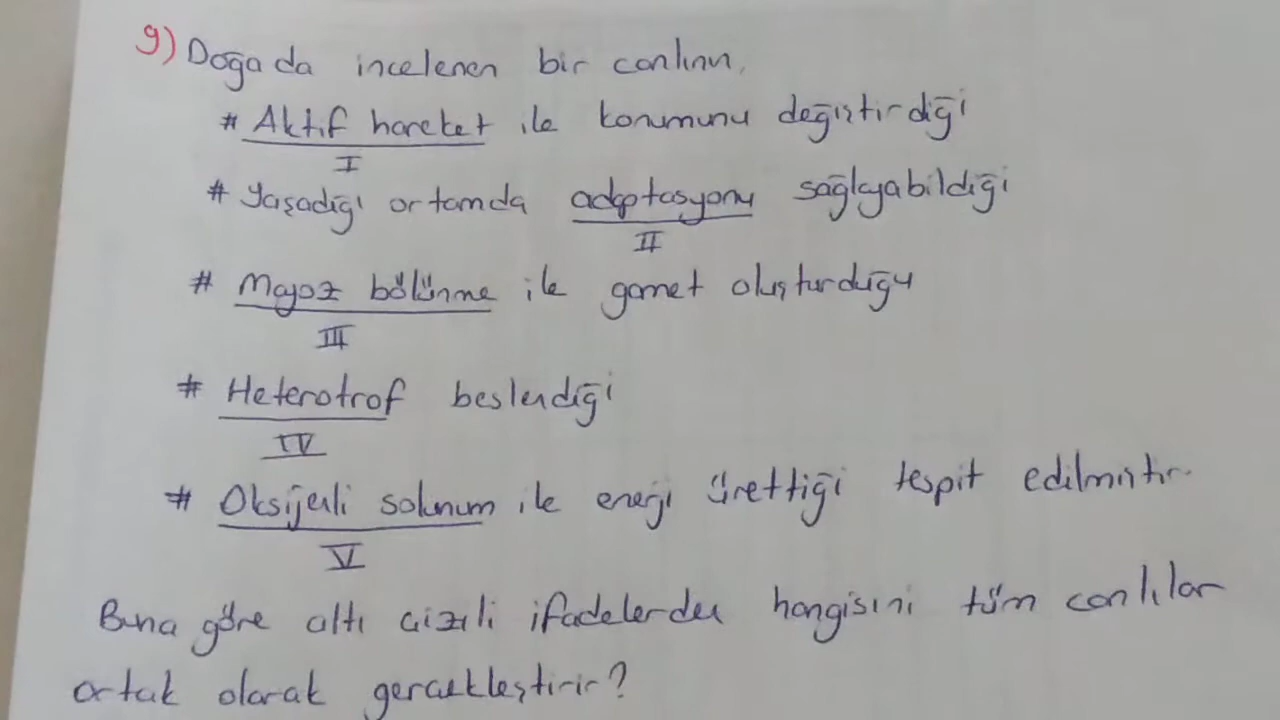 9) Doğada incelenen bir canlının,
# Aktif hareket ile konumunu değiştirdiği
I
# Yaşadığı ortamda adaptasyonu sağlayabildiği
II
# Mayoz bölünme ile gamet oluşturduğu
III
# Heterotrof beslendiği
IV
# Oksijenli solunum ile enerji ürettiği tespit edilmiştir.
V
Buna göre altı çizili ifadelerden hangisini tüm canlılar
ortak olarak gerçekleştirir?